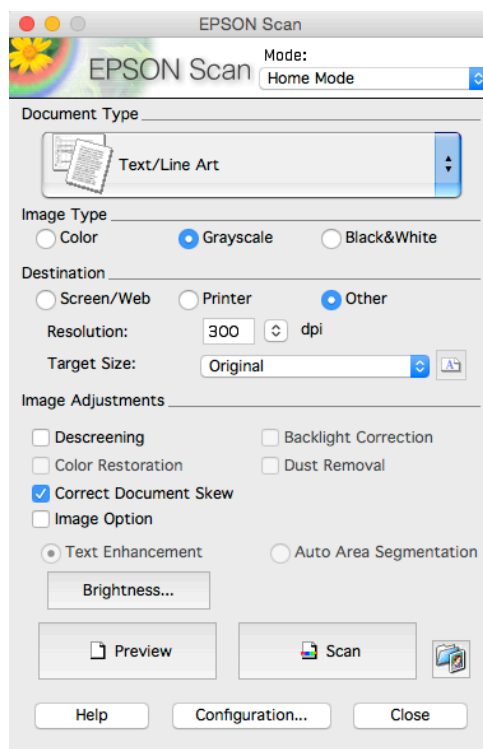 EPSON Scan
EPSON Scan
Mode:
Home Mode
Document Type
Text/Line Art
Image Type
Color Grayscale Black&White
Destination
Screen/Web Printer Other
Resolution: 300 dpi
Target Size: Original
Image Adjustments
Descreening Backlight Correction
Color Restoration Dust Removal
Correct Document Skew
Image Option
Text Enhancement Auto Area Segmentation
Brightness...
Preview Scan
Help Configuration... Close